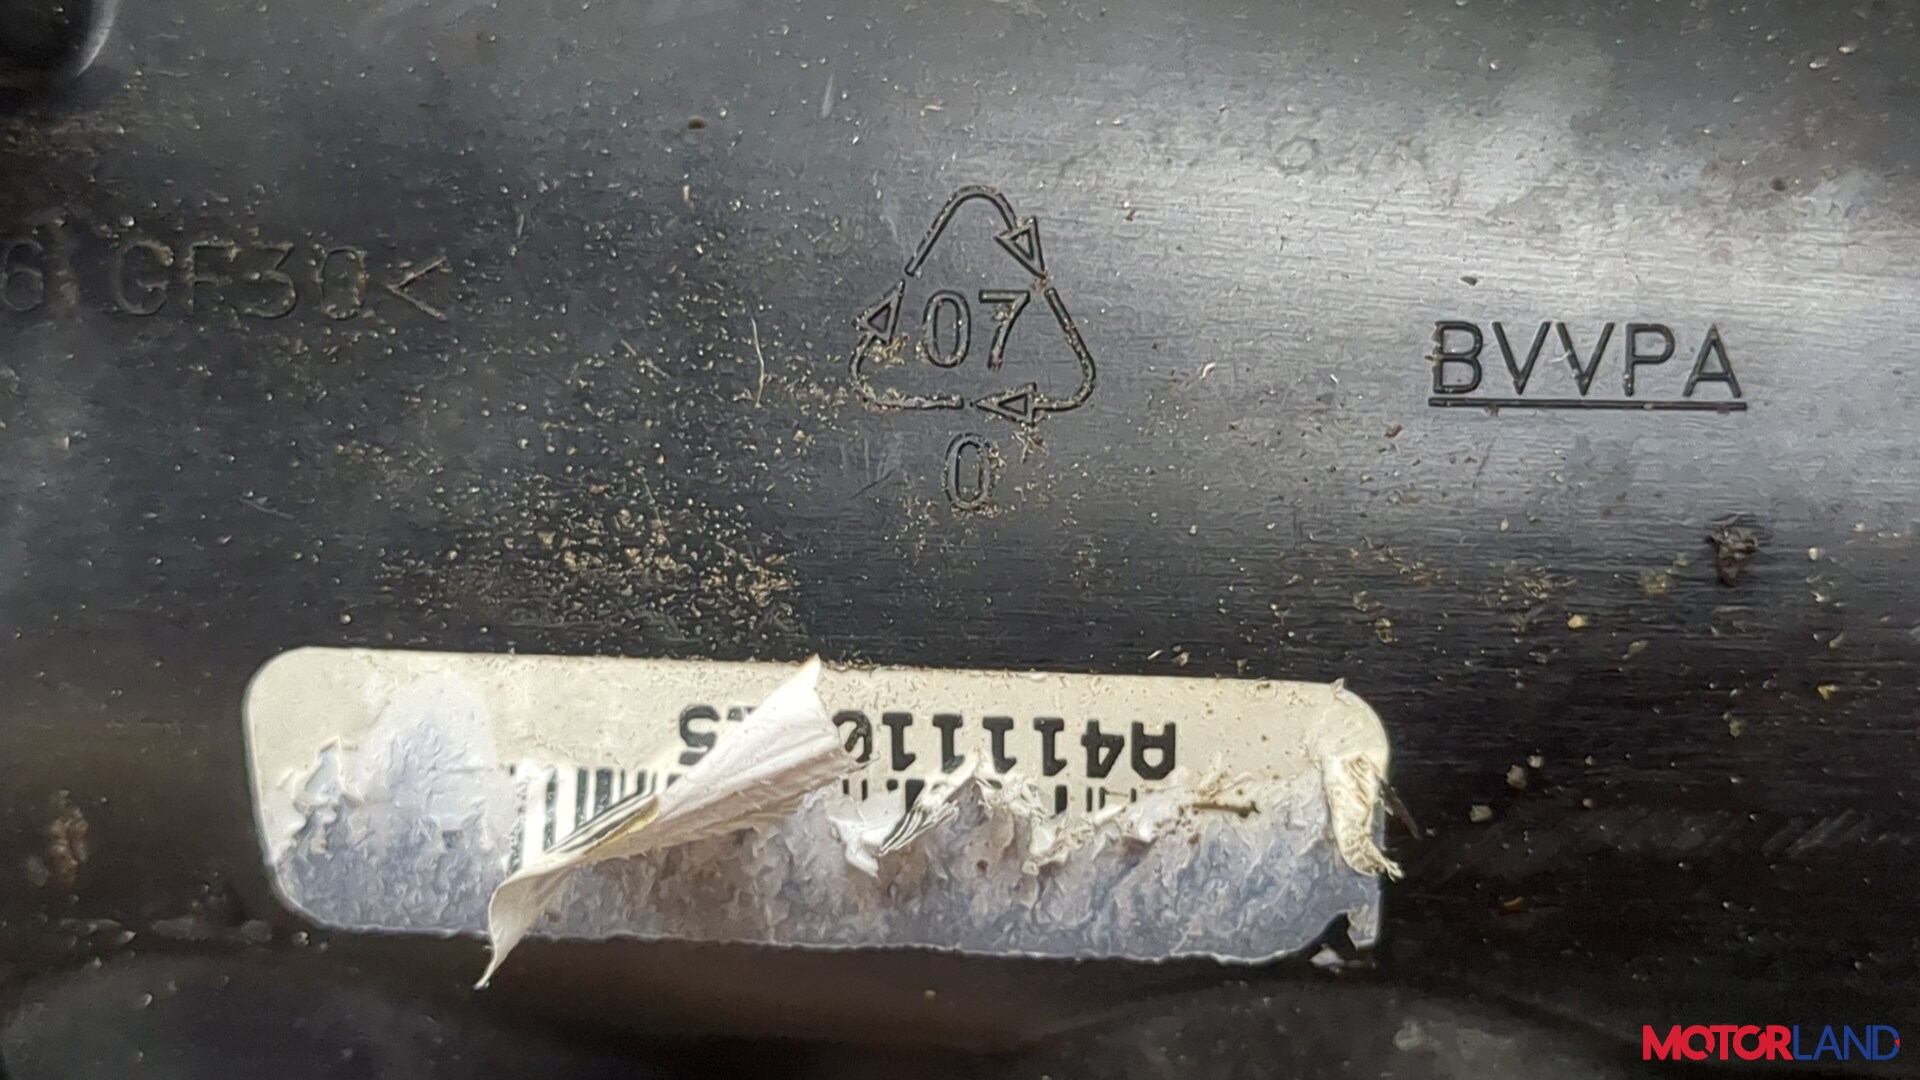 6 GF30<
07
0
BVVPA
MOTORLAND